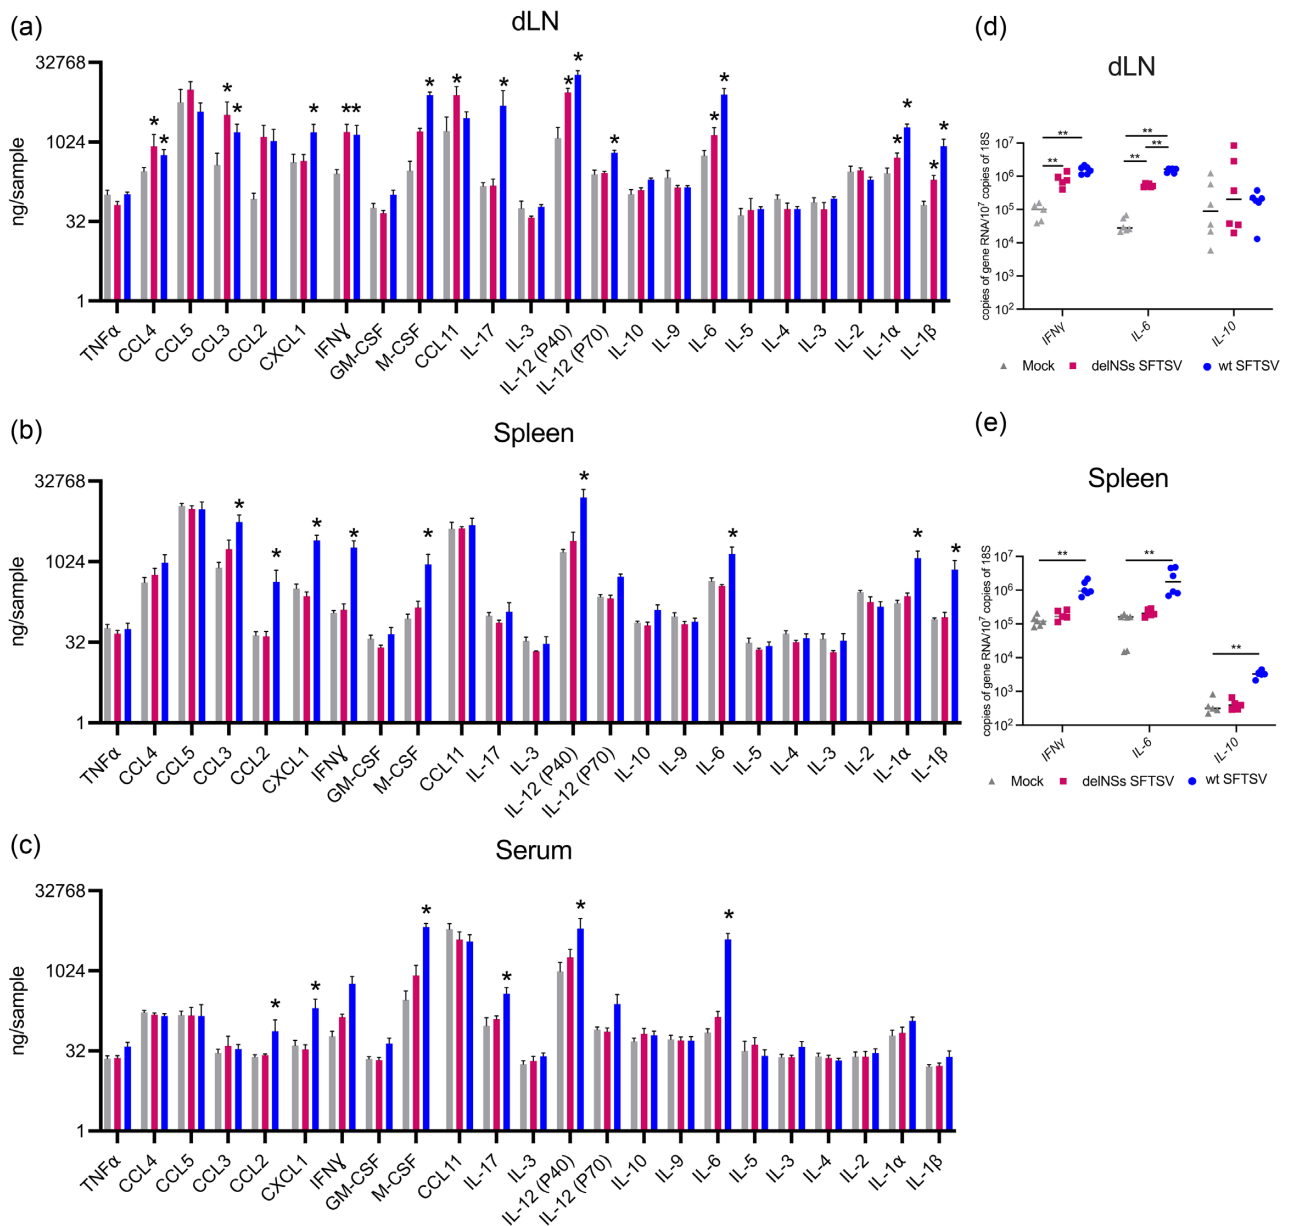 (a)
dLN
32768
1024
32
1
ng/sample
* * * * * ** * * * * * * * * * * * * *
TNFα CCL4 CCL5 CCL3 CCL2 CXCL1 IFNɣ GM-CSF M-CSF CCL11 IL-17 IL-3 IL-12 (P40) IL-12 (P70) IL-10 IL-9 IL-6 IL-5 IL-4 IL-3 IL-2 IL-1α IL-1β
(b)
Spleen
32768
1024
32
1
ng/sample
* * * * * * * * *
TNFα CCL4 CCL5 CCL3 CCL2 CXCL1 IFNɣ GM-CSF M-CSF CCL11 IL-17 IL-3 IL-12 (P40) IL-12 (P70) IL-10 IL-9 IL-6 IL-5 IL-4 IL-3 IL-2 IL-1α IL-1β
(c)
Serum
32768
1024
32
1
ng/sample
* * * * * *
TNFα CCL4 CCL5 CCL3 CCL2 CXCL1 IFNɣ GM-CSF M-CSF CCL11 IL-17 IL-3 IL-12 (P40) IL-12 (P70) IL-10 IL-9 IL-6 IL-5 IL-3 IL-4 IL-2 IL-1α IL-1β
(d)
dLN
copies of gene RNA/10⁷ copies of 18S
10⁷
10⁶
10⁵
10⁴
10³
10²
** ** ** ** **
IFNγ IL-6 IL-10
Mock delNSs SFTSV wt SFTSV
(e)
Spleen
copies of gene RNA/10⁷ copies of 18S
10⁷
10⁶
10⁵
10⁴
10³
10²
** ** **
IFNγ IL-6 IL-10
Mock delNSs SFTSV wt SFTSV